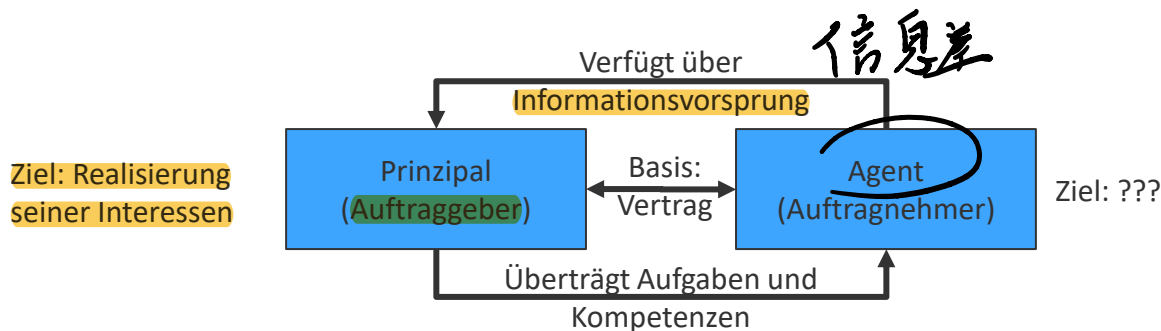 信息差
Verfügt über
Informationsvorsprung
Ziel: Realisierung
seiner Interessen
Prinzipal
(Auftraggeber)
Basis:
Vertrag
Agent
(Auftragnehmer)
Ziel: ???
Überträgt Aufgaben und
Kompetenzen